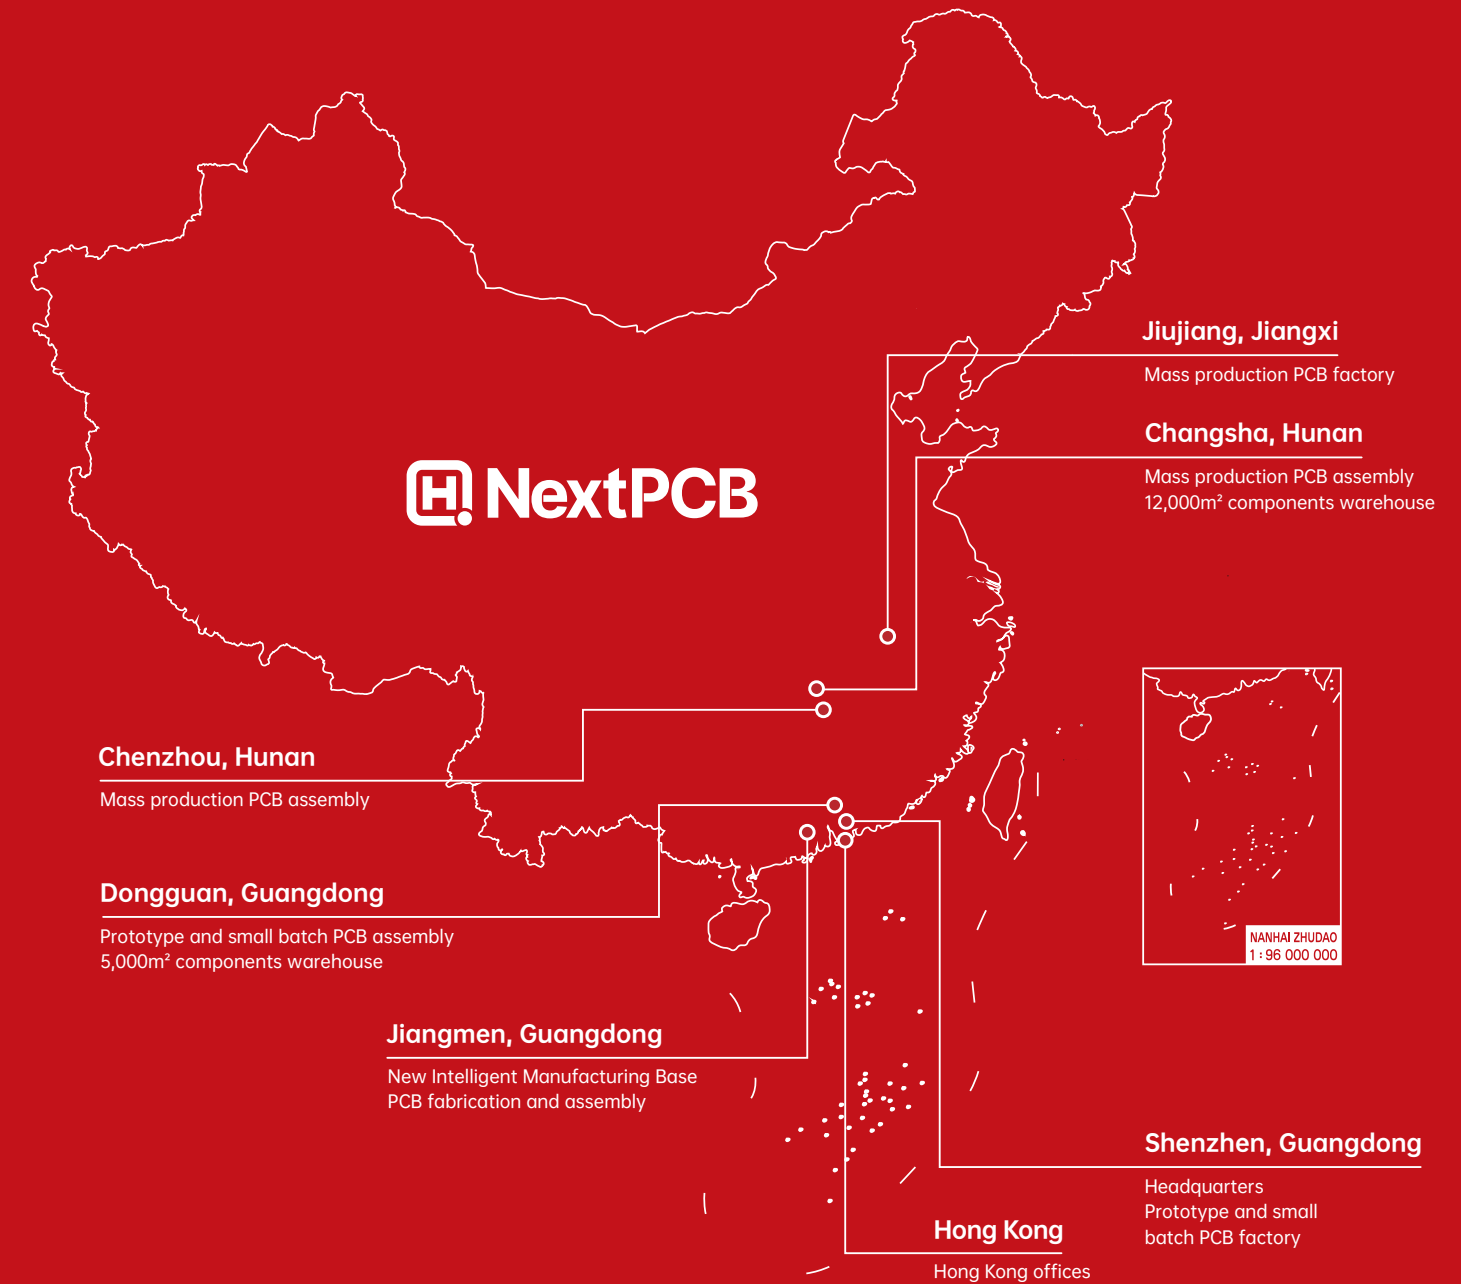 Jiujiang, Jiangxi
Mass production PCB factory
Changsha, Hunan
Mass production PCB assembly
12,000m² components warehouse
H NextPCB
Chenzhou, Hunan
Mass production PCB assembly
Dongguan, Guangdong
Prototype and small batch PCB assembly
5,000m² components warehouse
NANHAI ZHUDAO
1 : 96 000 000
Jiangmen, Guangdong
New Intelligent Manufacturing Base
PCB fabrication and assembly
Shenzhen, Guangdong
Headquarters
Prototype and small
batch PCB factory
Hong Kong
Hong Kong offices